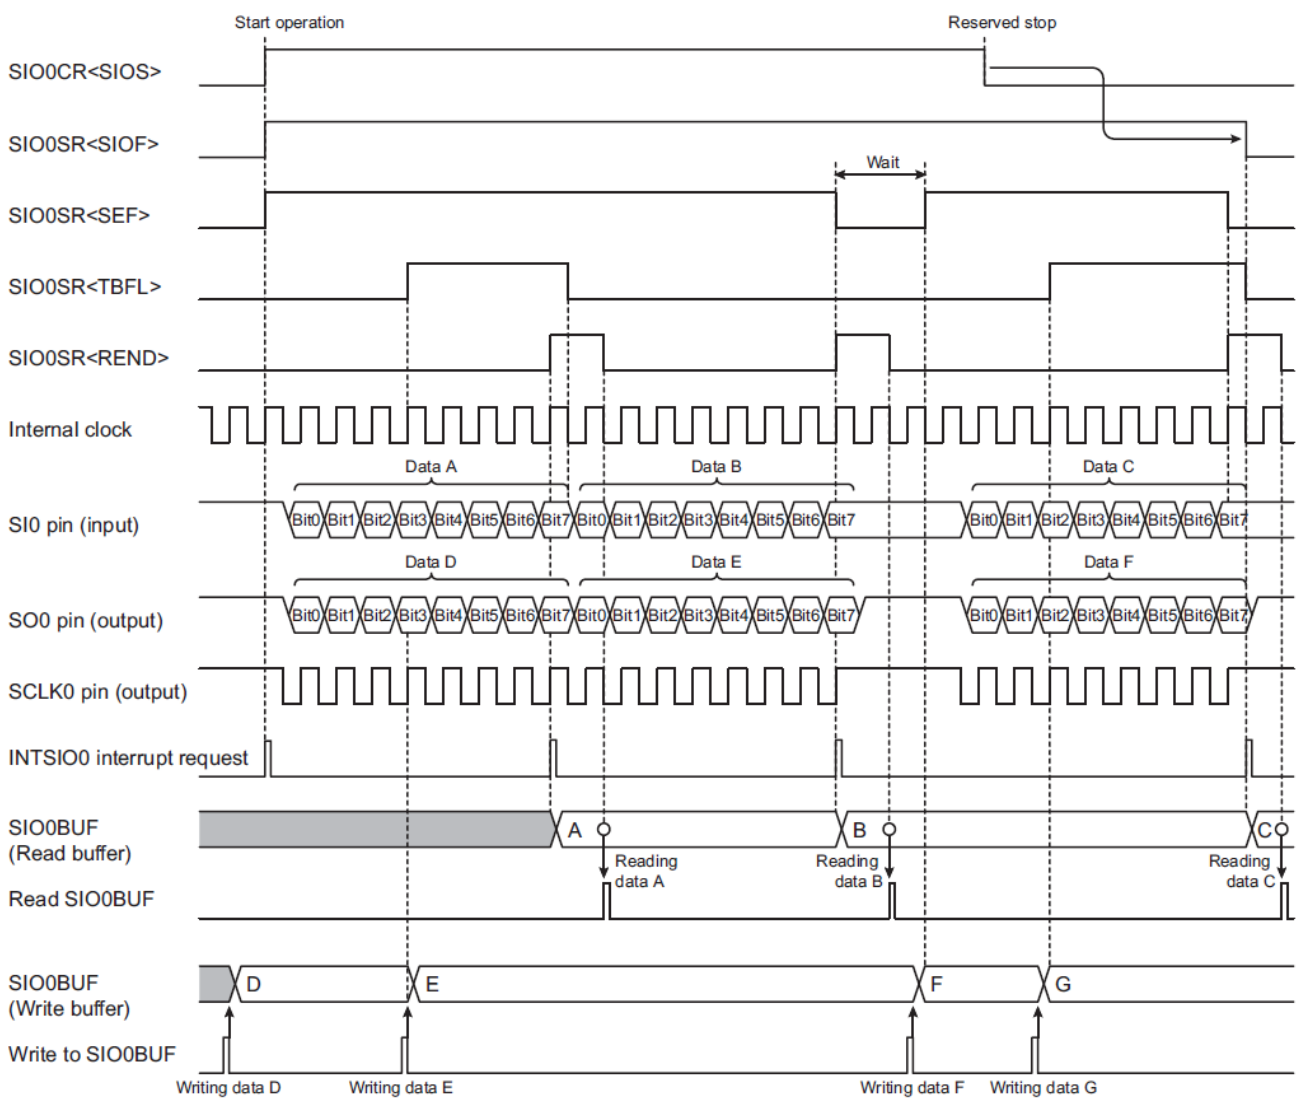 Start operation
Reserved stop
SIO0CR<SIOS>
SIO0SR<SIOF>
Wait
SIO0SR<SEF>
SIO0SR<TBFL>
SIO0SR<REND>
Internal clock
Data A
Data B
Data C
SI0 pin (input)
Bit0 Bit1 Bit2 Bit3 Bit4 Bit5 Bit6 Bit7 Bit0 Bit1 Bit2 Bit3 Bit4 Bit5 Bit6 Bit7 Bit0 Bit1 Bit2 Bit3 Bit4 Bit5 Bit6 Bit7
Data D
Data E
Data F
SO0 pin (output)
Bit0 Bit1 Bit2 Bit3 Bit4 Bit5 Bit6 Bit7 Bit0 Bit1 Bit2 Bit3 Bit4 Bit5 Bit6 Bit7 Bit0 Bit1 Bit2 Bit3 Bit4 Bit5 Bit6 Bit7
SCLK0 pin (output)
INTSIO0 interrupt request
SIO0BUF
(Read buffer)
A
B
C
Reading
data A
Reading
data B
Reading
data C
Read SIO0BUF
SIO0BUF
(Write buffer)
D
E
F
G
Write to SIO0BUF
Writing data D
Writing data E
Writing data F
Writing data G